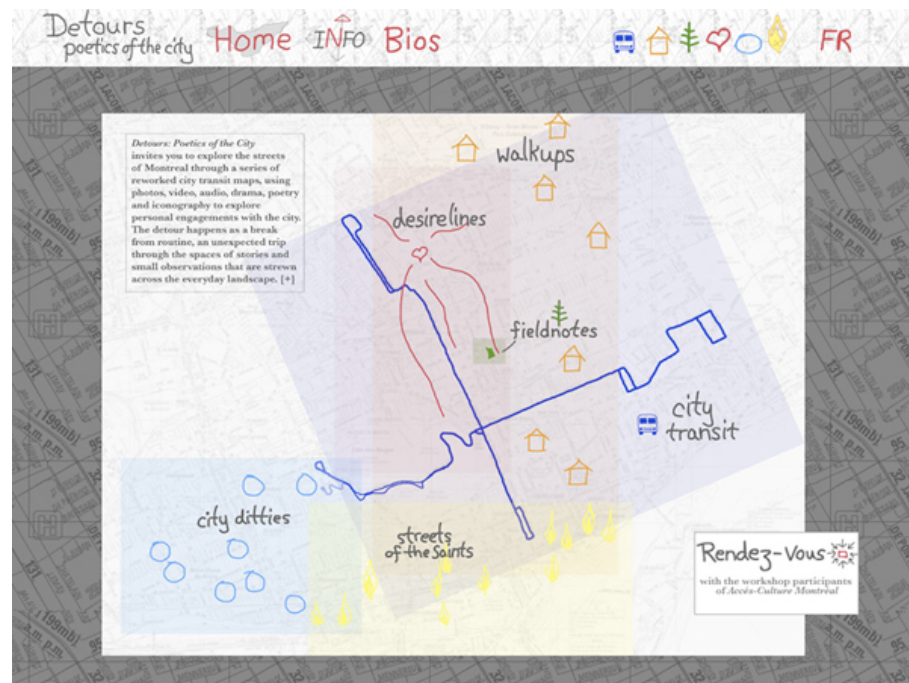 Detours
poetics of the city
Home
INFO
Bios
FR
Detours: Poetics of the City
invites you to explore the streets
of Montreal through a series of
reworked city transit maps, using
photos, video, audio, drama, poetry
and iconography to explore
personal engagements with the city.
The detour happens as a break
from routine, an unexpected trip
through the spaces of stories and
small observations that are strewn
across the everyday landscape. [+]
walkups
desirelines
fieldnotes
city
transit
city ditties
streets
of the Saints
Rendez-Vous
with the workshop participants
of Accès-Culture Montréal